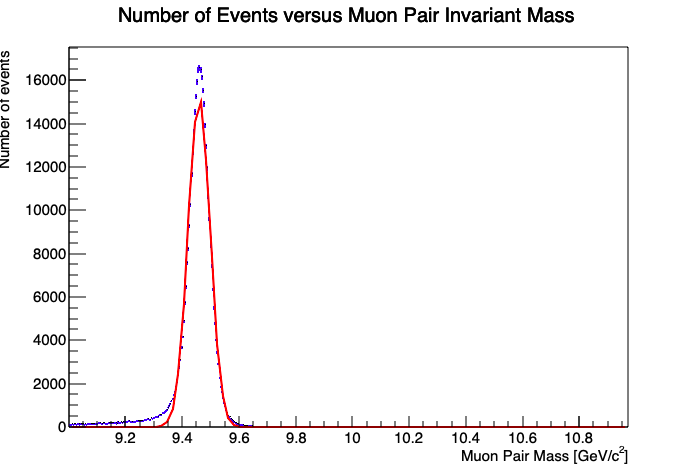 Number of Events versus Muon Pair Invariant Mass
Number of events
16000
14000
12000
10000
8000
6000
4000
2000
0
9.2 9.4 9.6 9.8 10 10.2 10.4 10.6 10.8
Muon Pair Mass [GeV/c²]